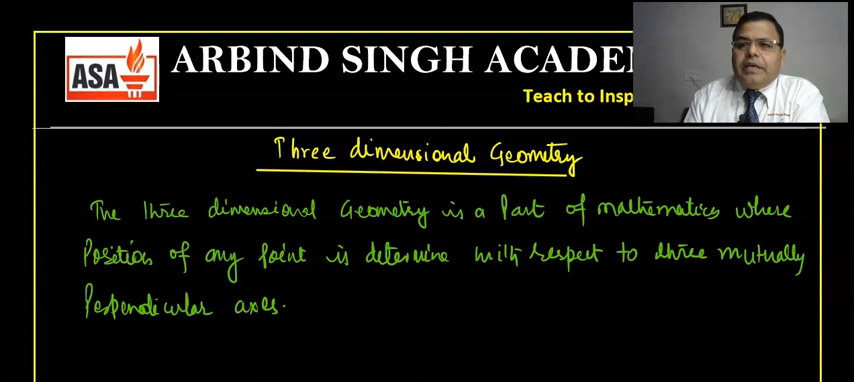 ASA
ARBIND SINGH ACADE
Teach to Insp
Three dimensional Geometry
The three dimensional Geometry is a Part of mathematics where
Position of any Point is determine with respect to three mutually
Perpendicular axes.